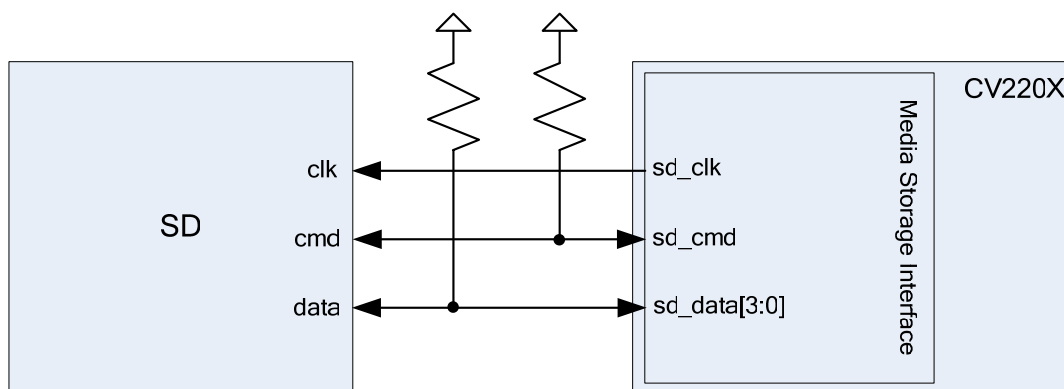 CV220X
Media Storage Interface
clk
sd_clk
SD
cmd
sd_cmd
data
sd_data[3:0]